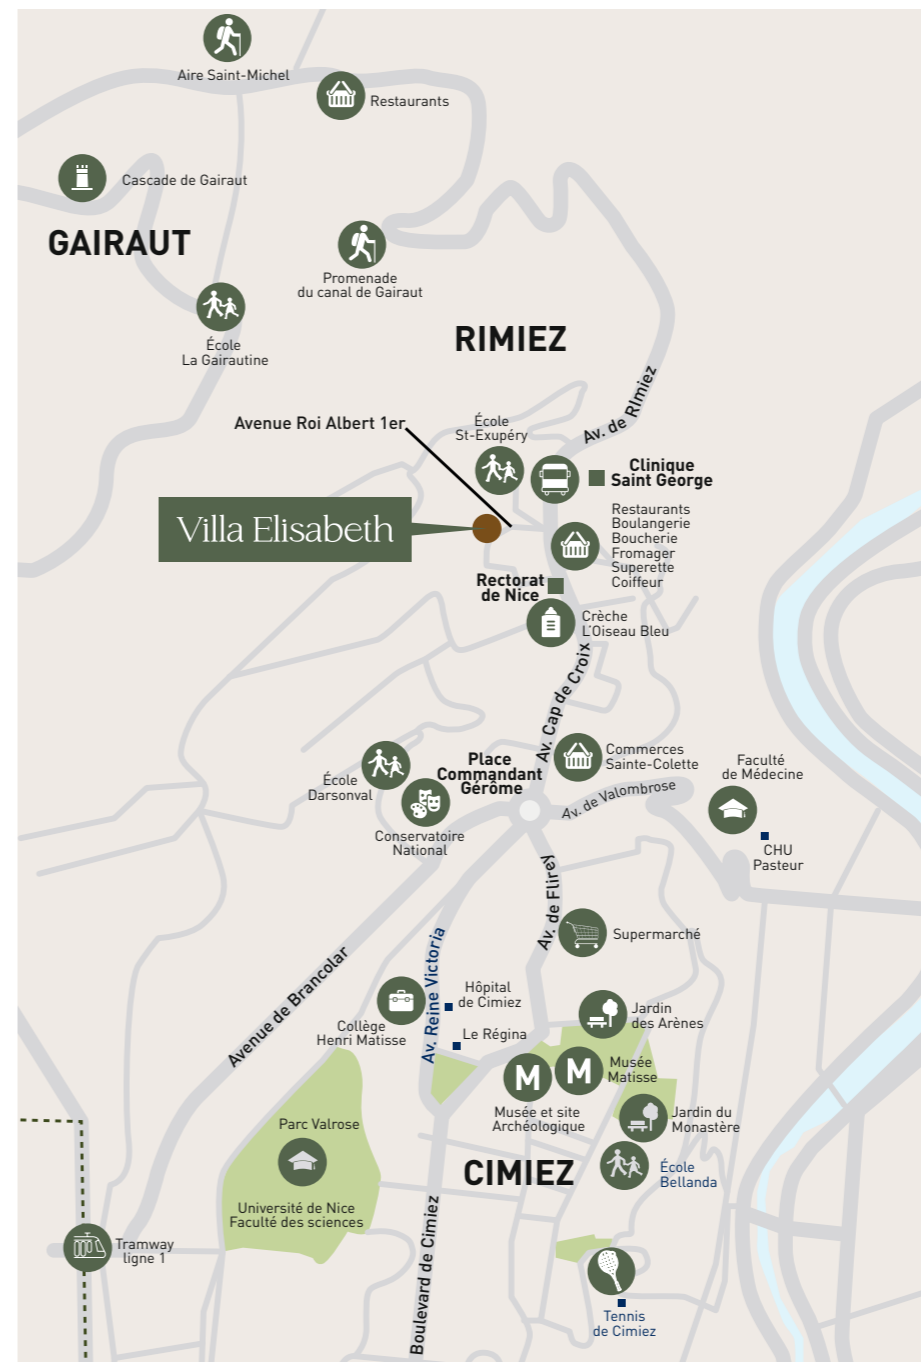 Aire Saint-Michel
Restaurants
Cascade de Gairaut
GAIRAUT
Promenade
du canal de Gairaut
École
La Gairautine
RIMIEZ
Av. de RImiez
Avenue Roi Albert 1er
École
St-Exupéry
Clinique
Saint George
Villa Elisabeth
Restaurants
Boulangerie
Boucherie
Fromager
Superette
Coiffeur
Rectorat
de Nice
Crèche
L'Oiseau Bleu
Av. Cap de Croix
Place
Commandant
Gérôme
Commerces
Sainte-Colette
École
Darsonval
Conservatoire
National
Av. de Valombrose
Faculté
de Médecine
CHU
Pasteur
Av. de Flirey
Supermarché
Avenue de Brancolar
Av. Reine Victoria
Collège
Henri Matisse
Hôpital
de Cimiez
Le Régina
Jardin
des Arènes
M
M
Musée
Matisse
Musée et site
Archéologique
Jardin du
Monastère
Parc Valrose
Université de Nice
Faculté des sciences
CIMIEZ
École
Bellanda
Tramway
ligne 1
Boulevard de Cimiez
Tennis
de Cimiez